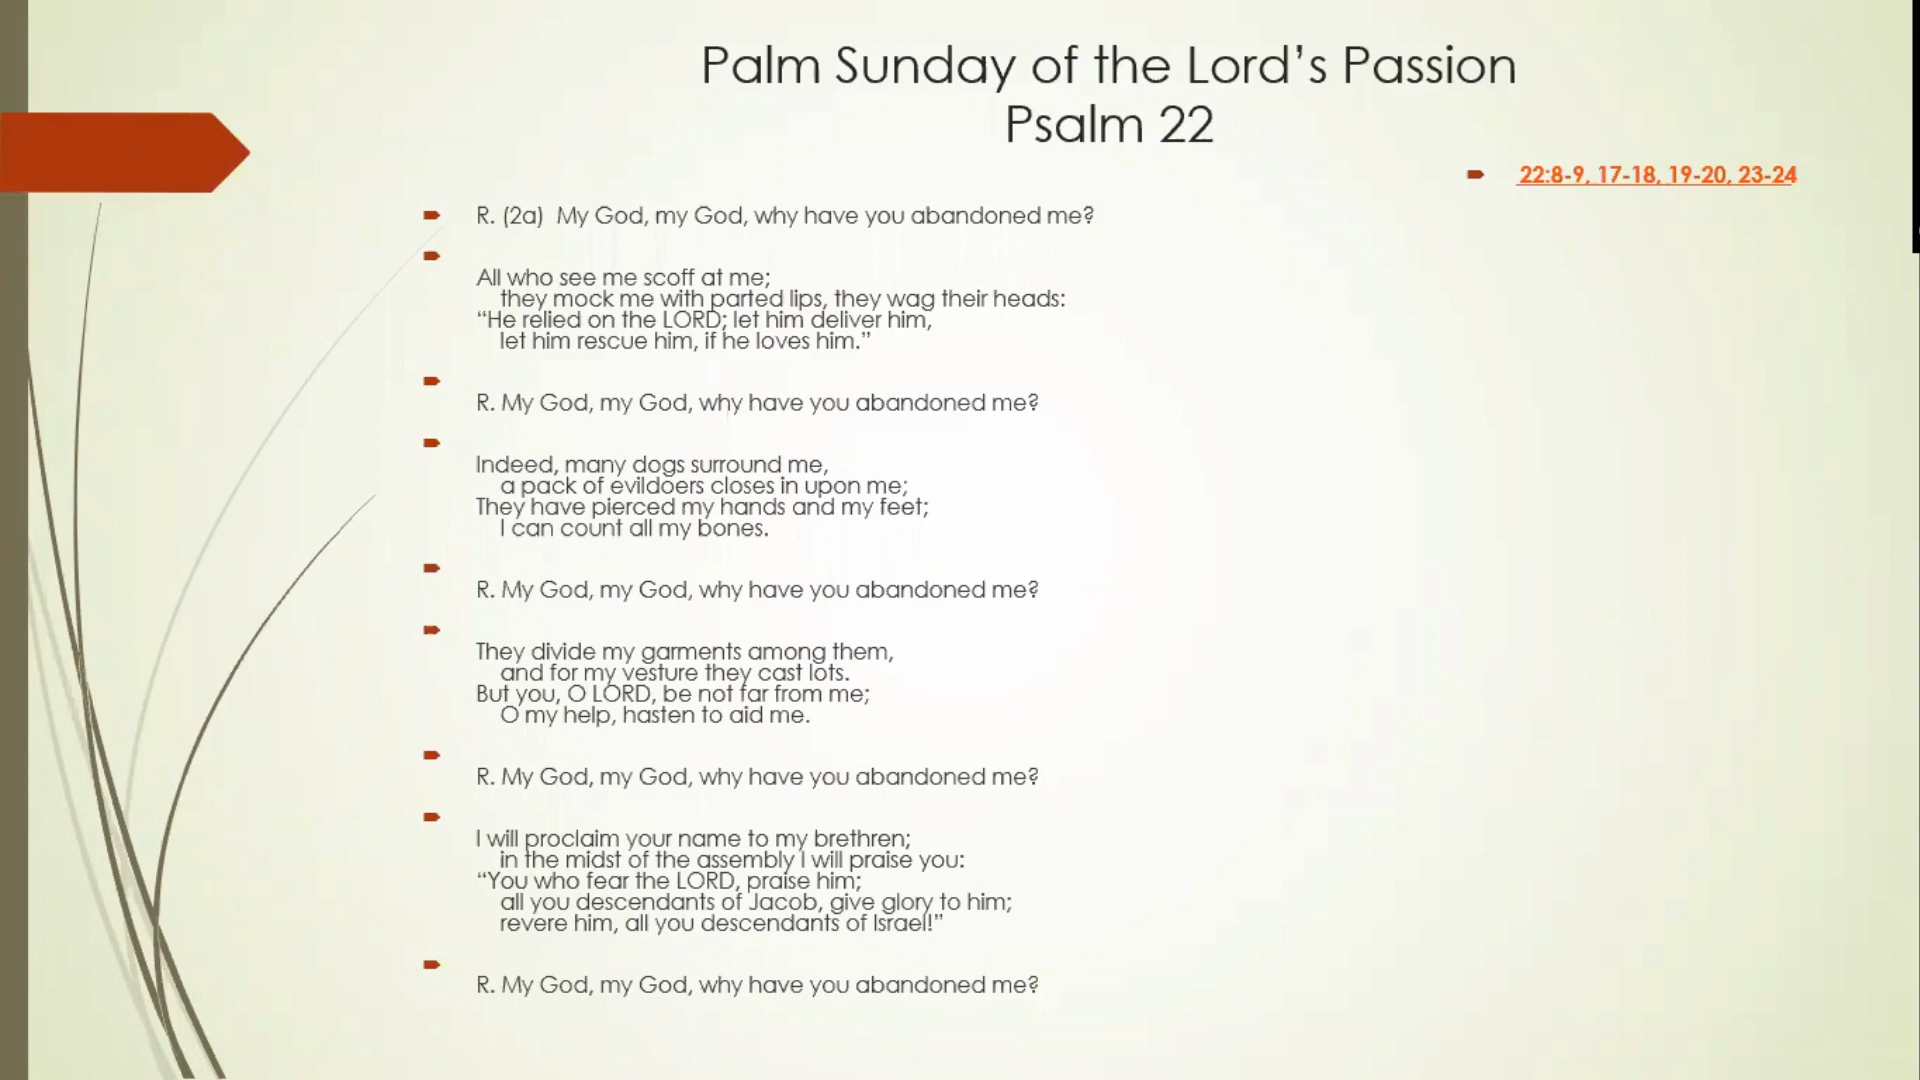 Palm Sunday of the Lord’s Passion
Psalm 22
22:8-9, 17-18, 19-20, 23-24
R. (2a)  My God, my God, why have you abandoned me?
All who see me scoff at me;
they mock me with parted lips, they wag their heads:
“He relied on the LORD; let him deliver him,
let him rescue him, if he loves him.”
R. My God, my God, why have you abandoned me?
Indeed, many dogs surround me,
a pack of evildoers closes in upon me;
They have pierced my hands and my feet;
I can count all my bones.
R. My God, my God, why have you abandoned me?
They divide my garments among them,
and for my vesture they cast lots.
But you, O LORD, be not far from me;
O my help, hasten to aid me.
R. My God, my God, why have you abandoned me?
I will proclaim your name to my brethren;
in the midst of the assembly I will praise you:
“You who fear the LORD, praise him;
all you descendants of Jacob, give glory to him;
revere him, all you descendants of Israel!”
R. My God, my God, why have you abandoned me?